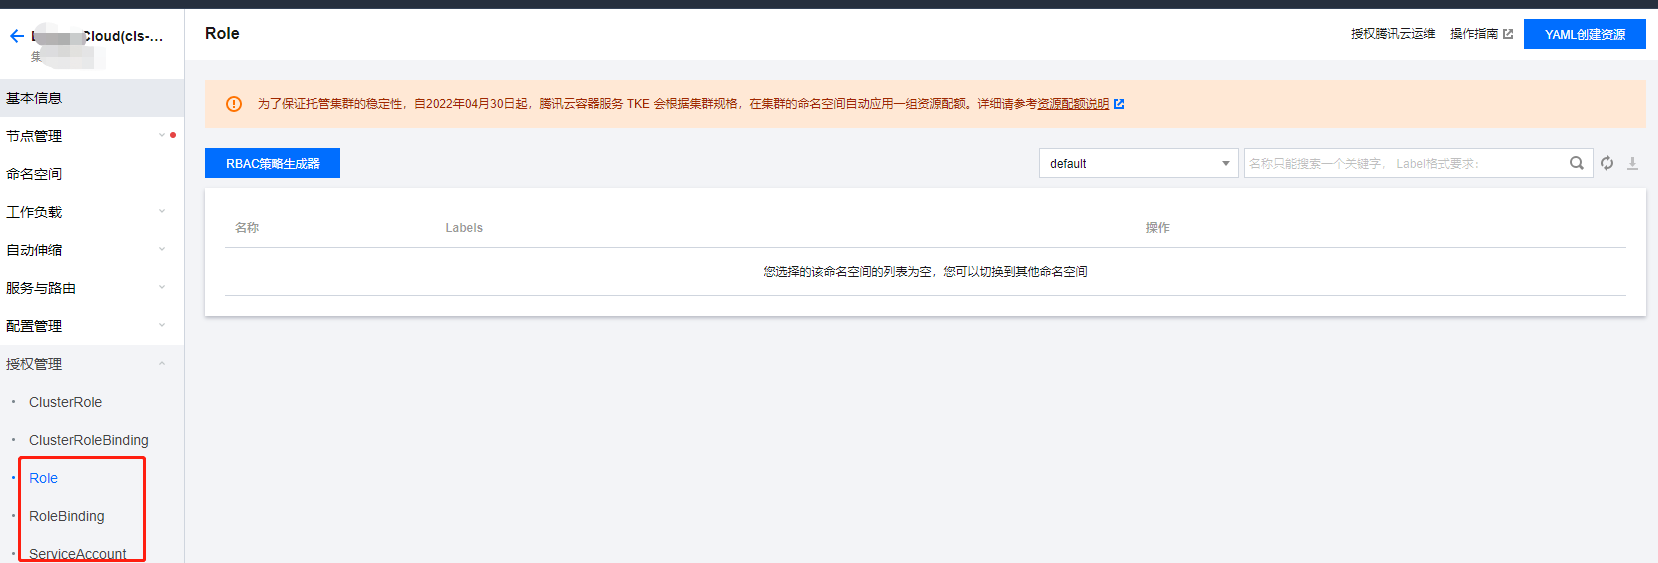 Cloud(cls-...
集
基本信息
节点管理
命名空间
工作负载
自动伸缩
服务与路由
配置管理
授权管理
ClusterRole
ClusterRoleBinding
Role
RoleBinding
ServiceAccount
Role
授权腾讯云运维 操作指南 YAML创建资源
为了保证托管集群的稳定性，自2022年04月30日起，腾讯云容器服务 TKE 会根据集群规格，在集群的命名空间自动应用一组资源配额。详细请参考资源配额说明
RBAC策略生成器 default 名称只能搜索一个关键字， Label格式要求：
名称 Labels 操作
您选择的该命名空间的列表为空，您可以切换到其他命名空间